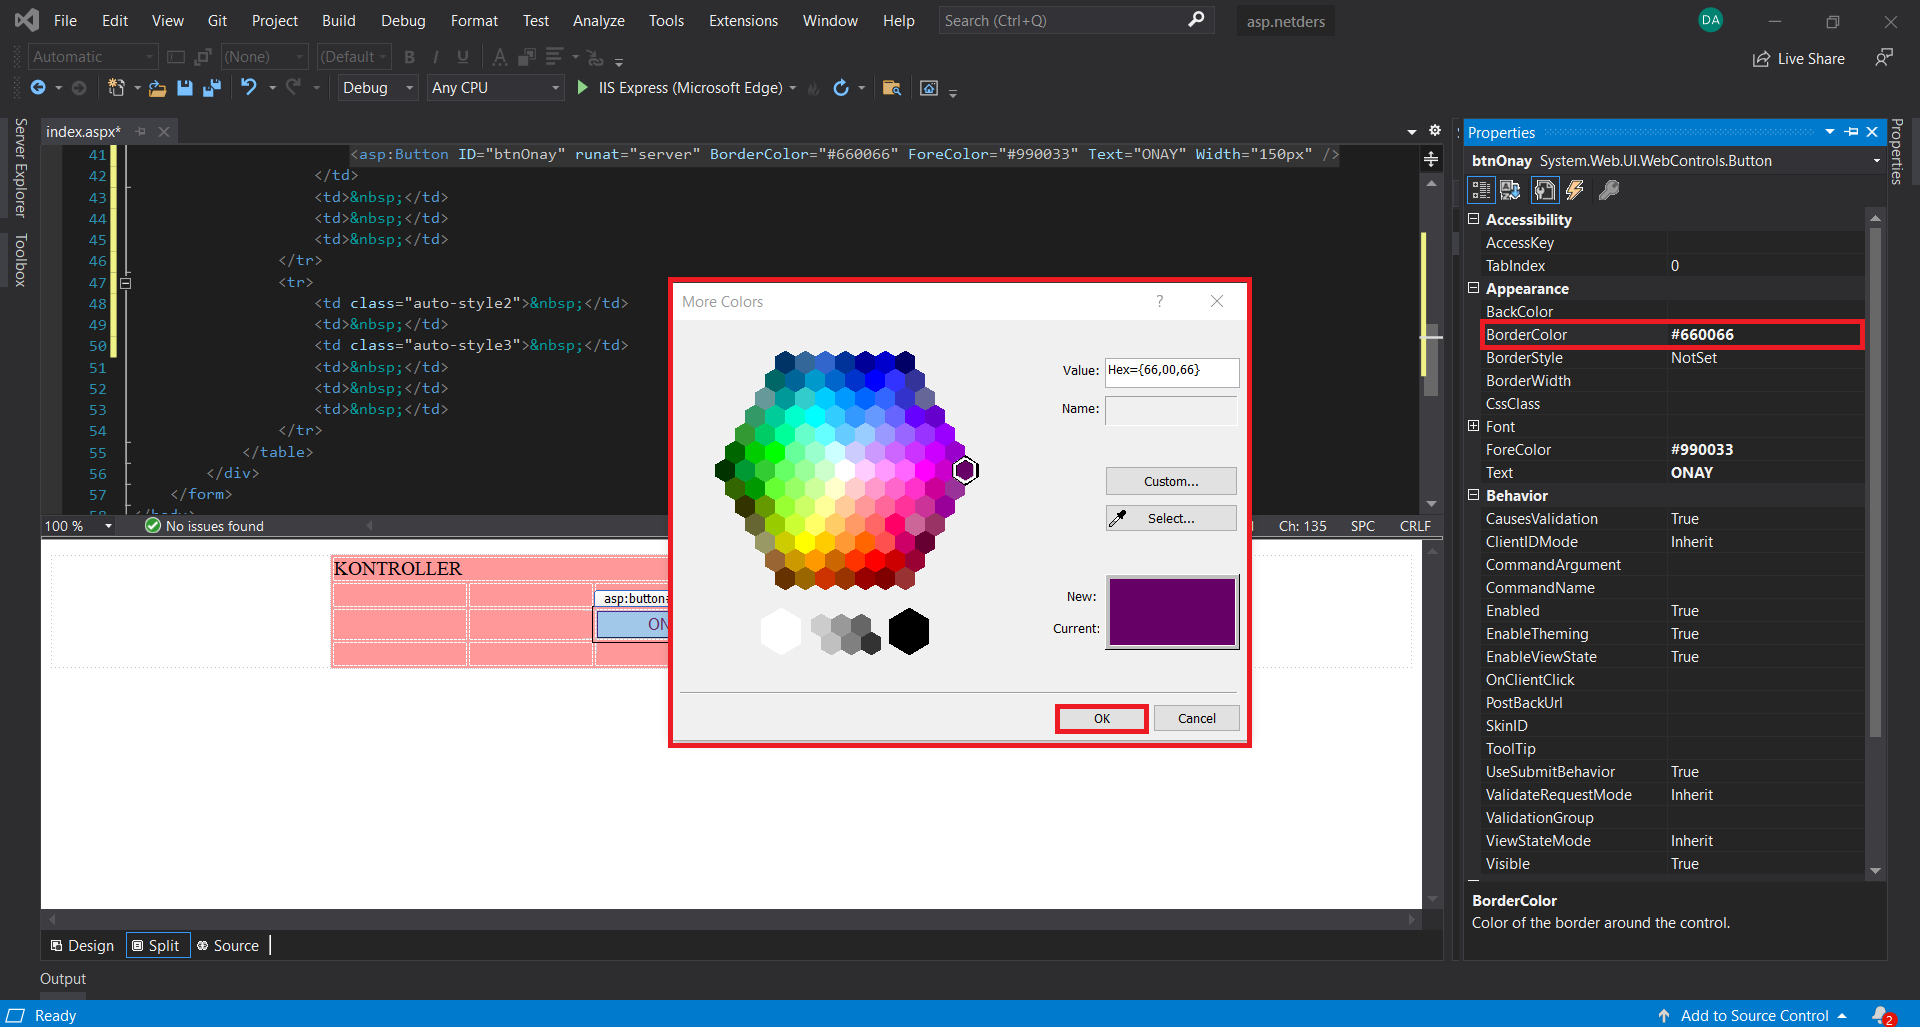 File Edit View Git Project Build Debug Format Test Analyze Tools Extensions Window Help Search (Ctrl+Q) asp.netders DA
Automatic (None) (Default B I U A Live Share
Debug Any CPU IIS Express (Microsoft Edge)
Server Explorer
Toolbox
index.aspx*
41 <asp:Button ID="btnOnay" runat="server" BorderColor="#660066" ForeColor="#990033" Text="ONAY" Width="150px" />
42 </td>
43 <td>&nbsp;</td>
44 <td>&nbsp;</td>
45 <td>&nbsp;</td>
46 </tr>
47 <tr>
48 <td class="auto-style2">&nbsp;</td>
49 <td>&nbsp;</td>
50 <td class="auto-style3">&nbsp;</td>
51 <td>&nbsp;</td>
52 <td>&nbsp;</td>
53 <td>&nbsp;</td>
54 </tr>
55 </table>
56 </div>
57 </form>
100 % No issues found Ch: 135 SPC CRLF
KONTROLLER
asp:button
ON
More Colors ?
Value: Hex={66,00,66}
Name:
Custom...
Select...
New:
Current:
OK Cancel
Design Split Source
Output
Properties
Properties
btnOnay System.Web.UI.WebControls.Button
Accessibility
AccessKey
TabIndex 0
Appearance
BackColor
BorderColor #660066
BorderStyle NotSet
BorderWidth
CssClass
Font
ForeColor #990033
Text ONAY
Behavior
CausesValidation True
ClientIDMode Inherit
CommandArgument
CommandName
Enabled True
EnableTheming True
EnableViewState True
OnClientClick
PostBackUrl
SkinID
ToolTip
UseSubmitBehavior True
ValidateRequestMode Inherit
ValidationGroup
ViewStateMode Inherit
Visible True
BorderColor
Color of the border around the control.
Ready Add to Source Control 2